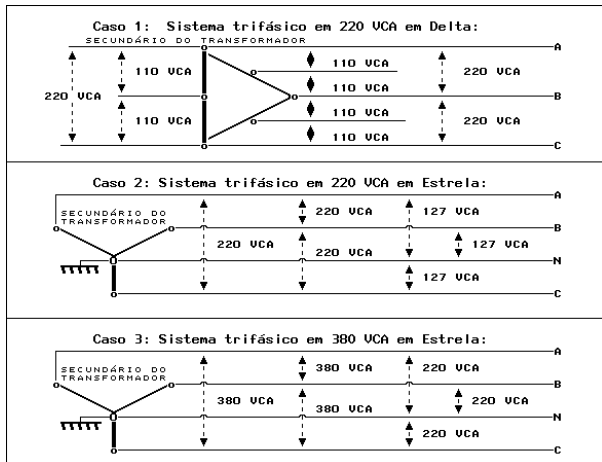 Caso 1: Sistema trifásico em 220 VCA em Delta:
SECUNDÁRIO DO TRANSFORMADOR
A
110 VCA
110 VCA
220 VCA
110 VCA
220 VCA
B
110 VCA
110 VCA
220 VCA
110 VCA
C
Caso 2: Sistema trifásico em 220 VCA em Estrela:
A
SECUNDÁRIO DO
TRANSFORMADOR
220 VCA
127 VCA
B
220 VCA
220 VCA
127 VCA
N
127 VCA
C
Caso 3: Sistema trifásico em 380 VCA em Estrela:
A
SECUNDÁRIO DO
TRANSFORMADOR
380 VCA
220 VCA
B
380 VCA
380 VCA
220 VCA
N
220 VCA
C